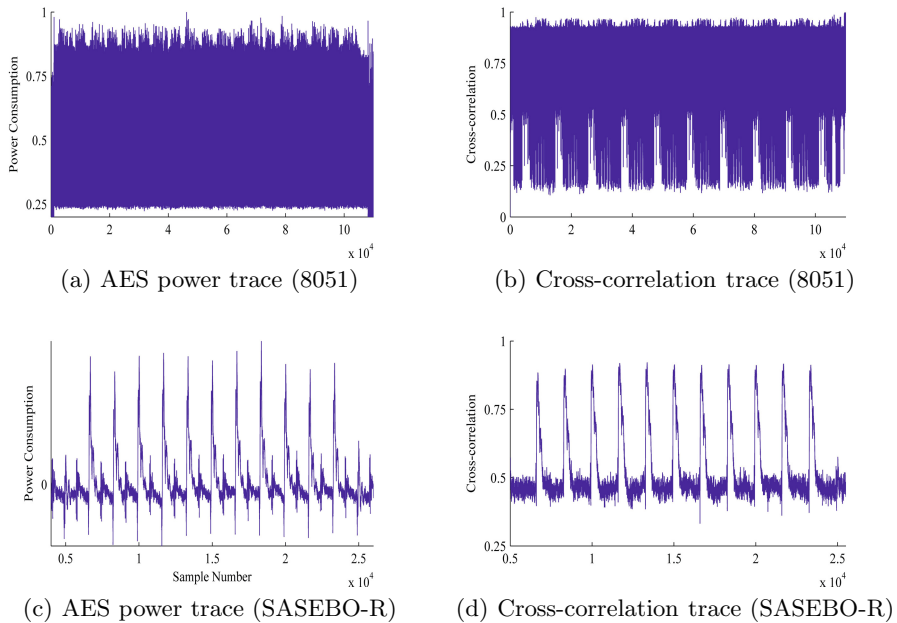 1
0.75
0.5
0.25
Power Consumption
0 2 4 6 8 10
x 10^4
(a) AES power trace (8051)
1
0.75
0.5
0.25
0
Cross-correlation
0 2 4 6 8 10
x 10^4
(b) Cross-correlation trace (8051)
0
Power Consumption
0.5 1 1.5 2 2.5
Sample Number
x 10^4
(c) AES power trace (SASEBO-R)
1
0.75
0.5
0.25
Cross-correlation
0.5 1 1.5 2 2.5
x 10^4
(d) Cross-correlation trace (SASEBO-R)